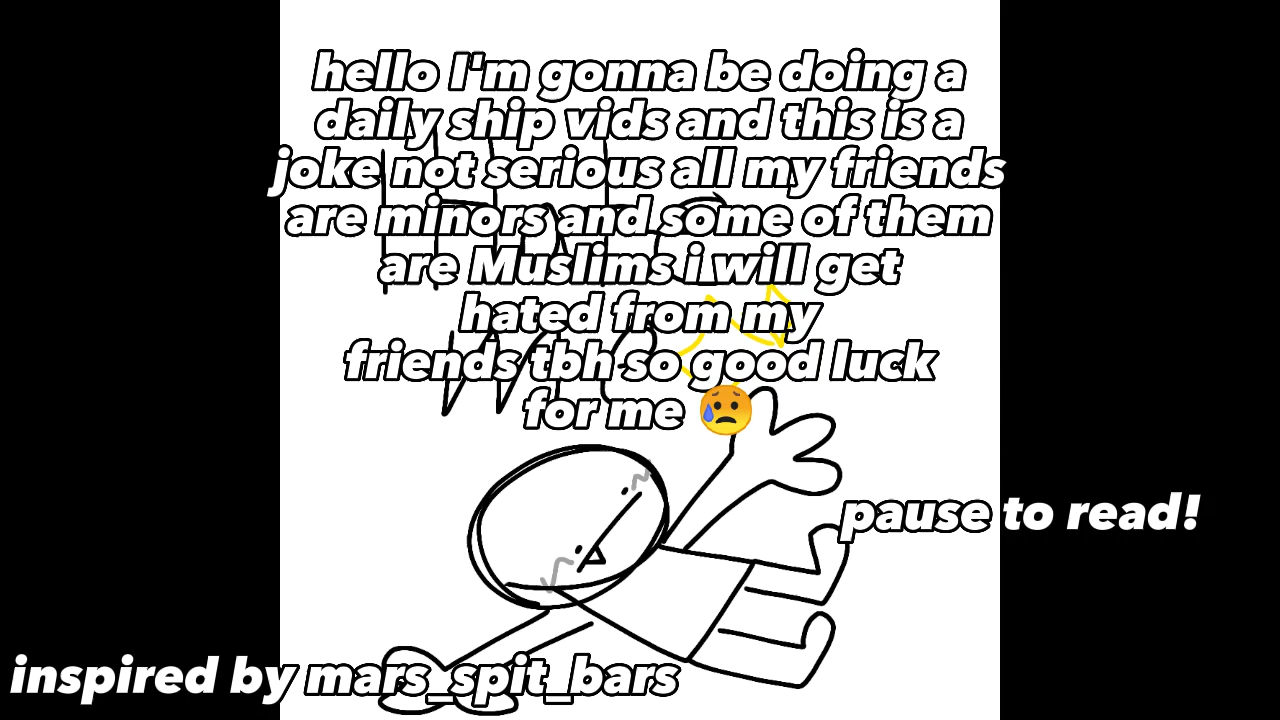 hello I'm gonna be doing a
daily ship vids and this is a
joke not serious all my friends
are minors and some of them
are Muslims i will get
hated from my
friends tbh so good luck
for me 😥
pause to read!
inspired by mars_spit_bars